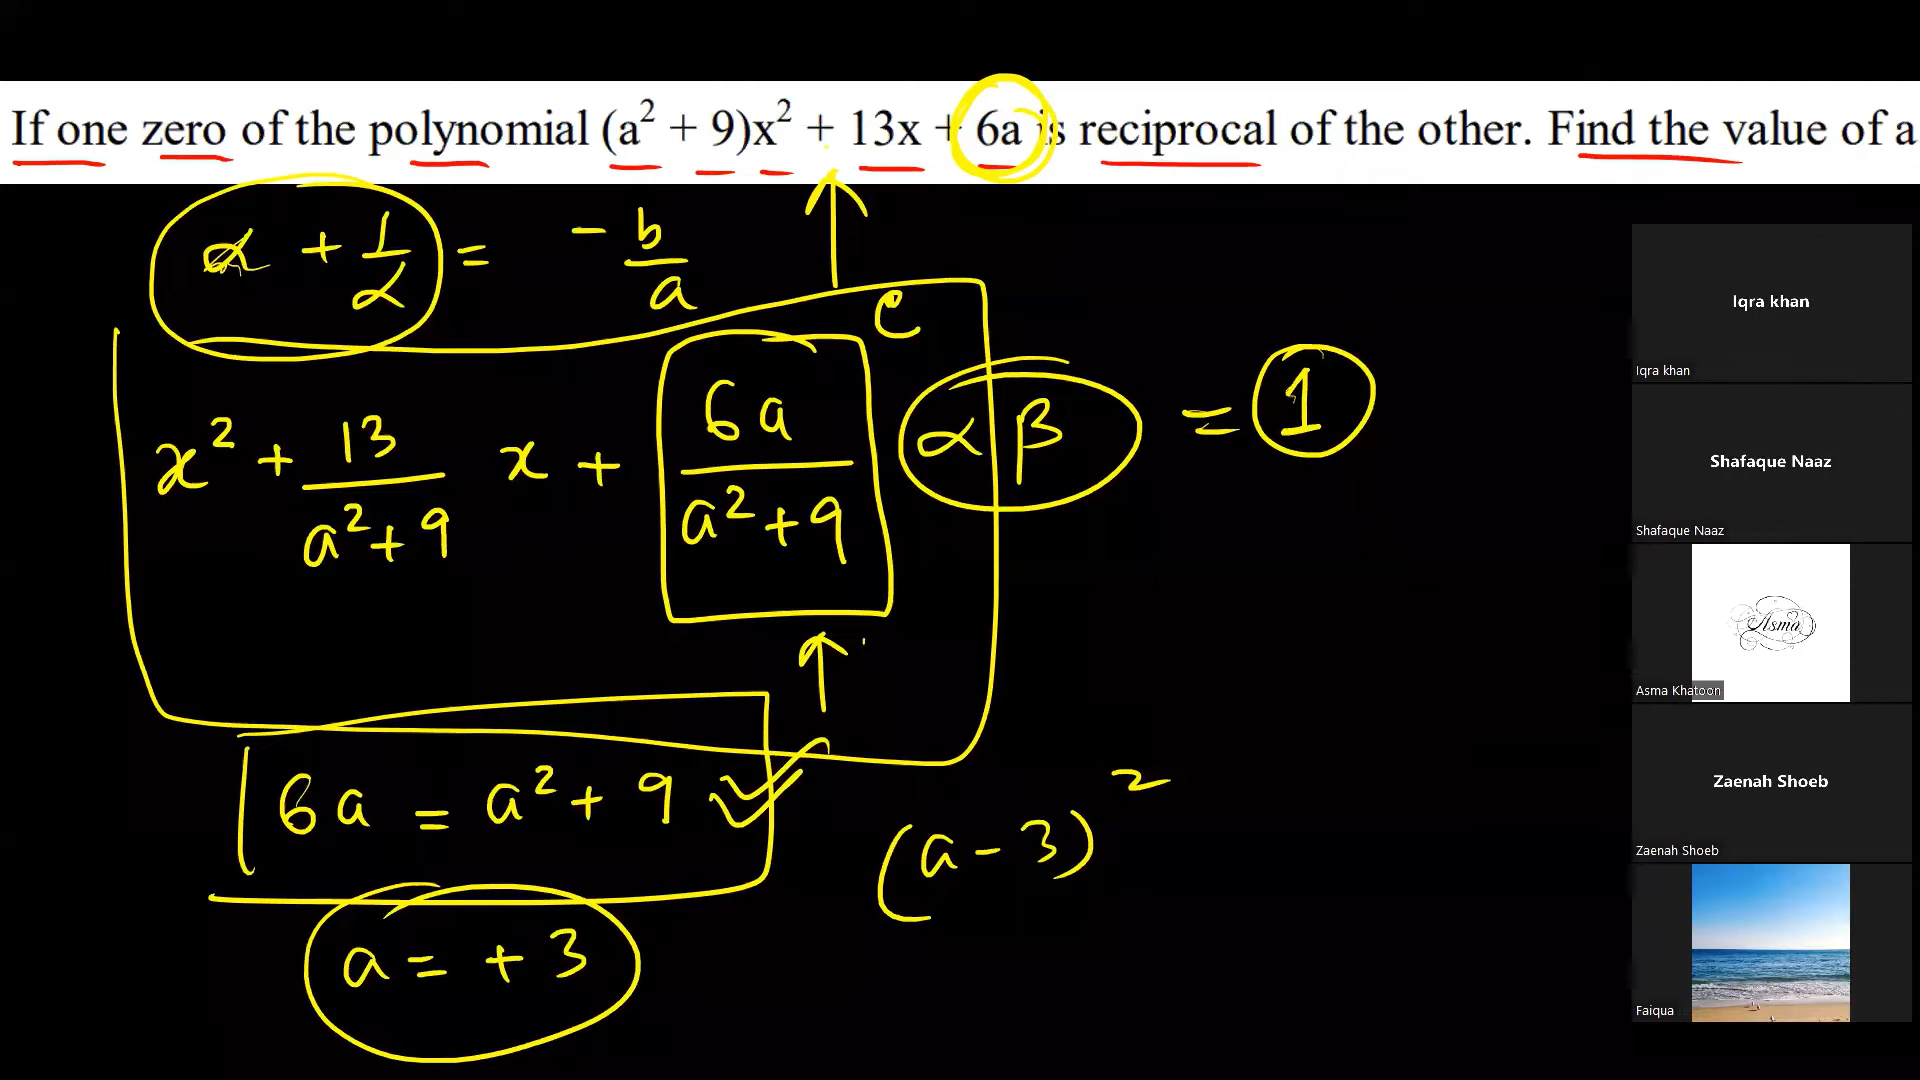 If one zero of the polynomial (a² + 9)x² + 13x + 6a is reciprocal of the other. Find the value of a
α + 1/α = - b/a
c
x² + 13/(a²+9) x + 6a/(a²+9)
αβ = 1
6a = a² + 9
(a - 3)²
a = + 3
Iqra khan
Iqra khan
Shafaque Naaz
Shafaque Naaz
Asma
Asma Khatoon
Zaenah Shoeb
Zaenah Shoeb
Faiqua